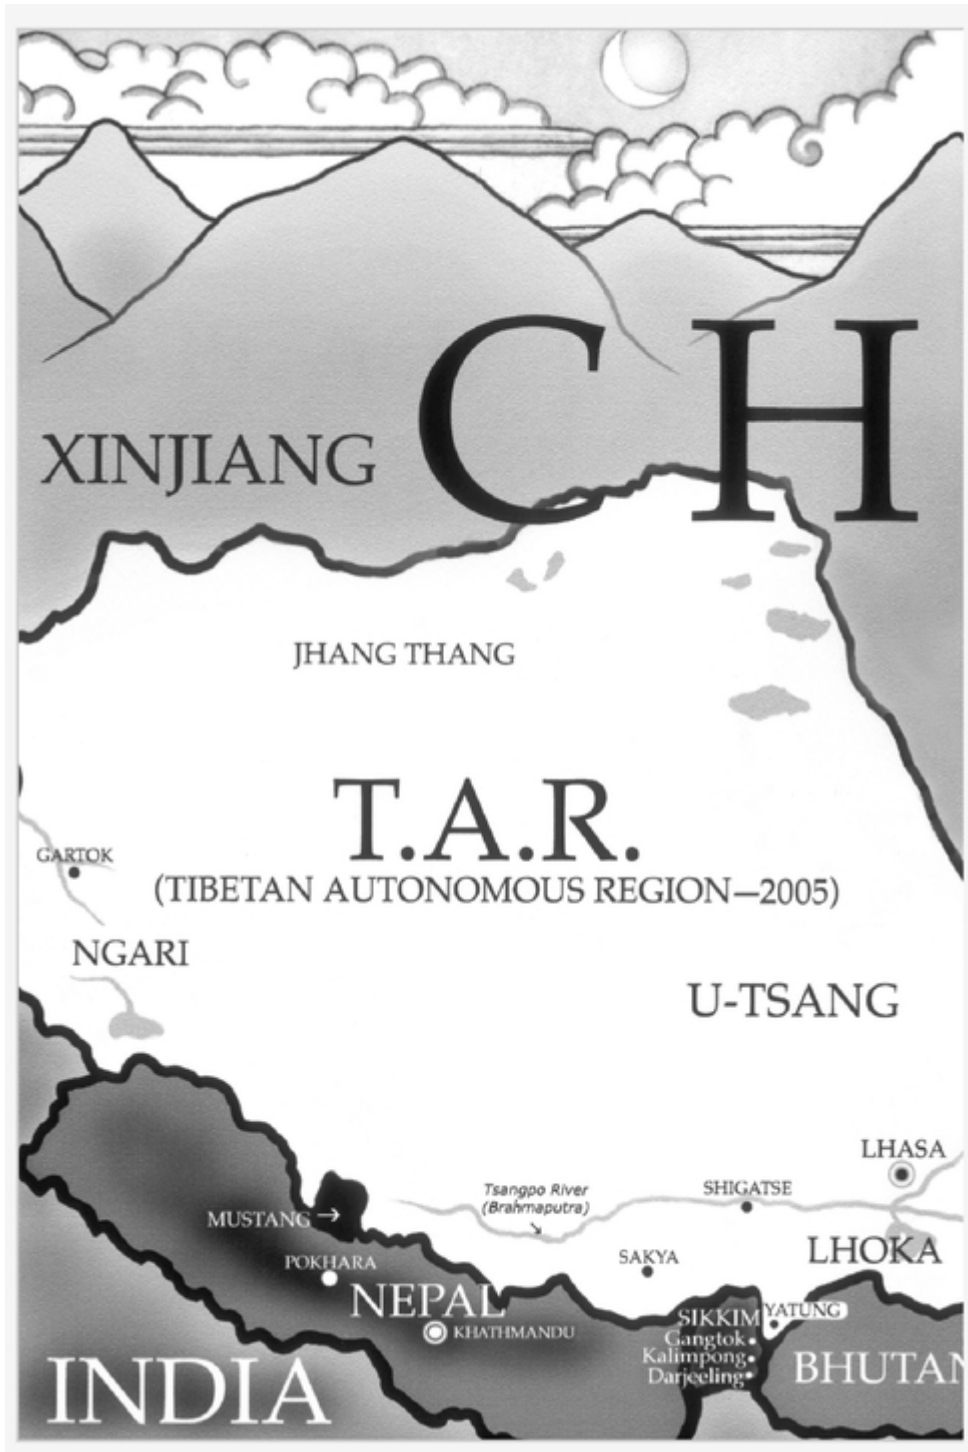 C H
XINJIANG
JHANG THANG
T.A.R.
(TIBETAN AUTONOMOUS REGION—2005)
GARTOK
NGARI
U-TSANG
LHASA
Tsangpo River
(Brahmaputra)
SHIGATSE
MUSTANG →
LHOKA
SAKYA
POKHARA
NEPAL
KHATHMANDU
SIKKIM
YATUNG
Gangtok
Kalimpong
Darjeeling
BHUTAN
INDIA